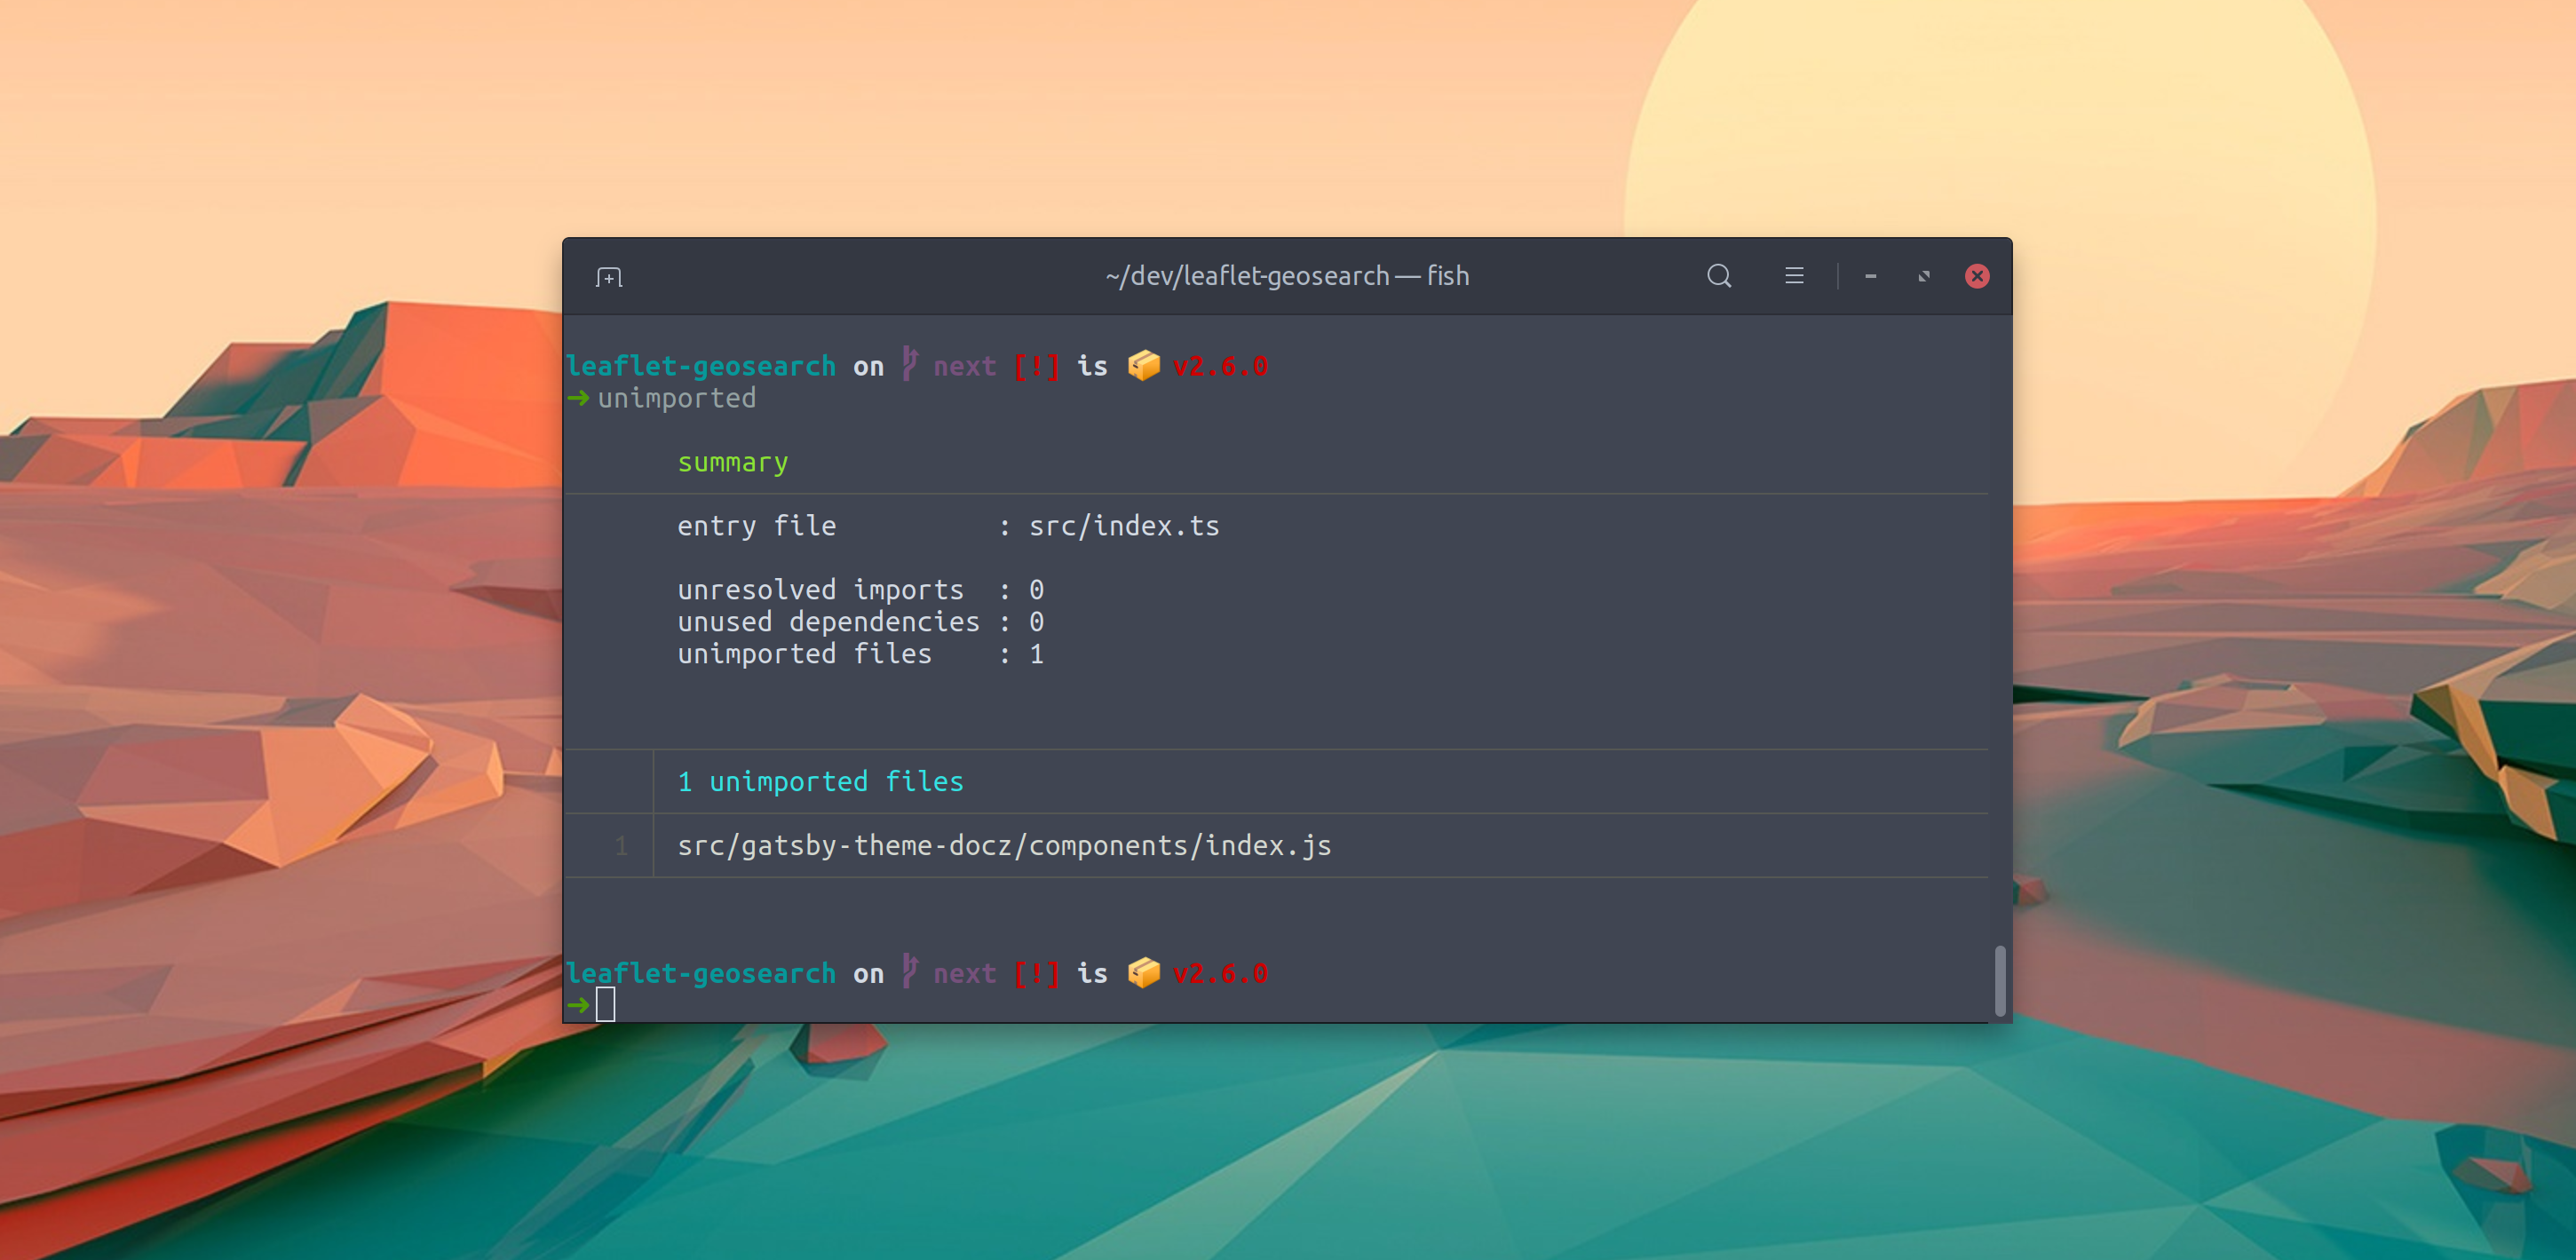 ~/dev/leaflet-geosearch — fish
leaflet-geosearch on next [!] is 📦 v2.6.0
➜ unimported
summary
entry file : src/index.ts
unresolved imports : 0
unused dependencies : 0
unimported files : 1
1 unimported files
1 src/gatsby-theme-docz/components/index.js
leaflet-geosearch on next [!] is 📦 v2.6.0
➜